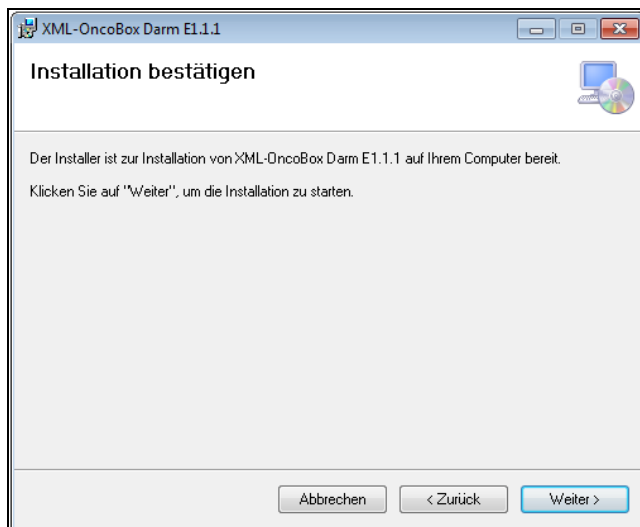 XML-OncoBox Darm E1.1.1
Installation bestätigen
Der Installer ist zur Installation von XML-OncoBox Darm E1.1.1 auf Ihrem Computer bereit.
Klicken Sie auf "Weiter", um die Installation zu starten.
Abbrechen
< Zurück
Weiter >